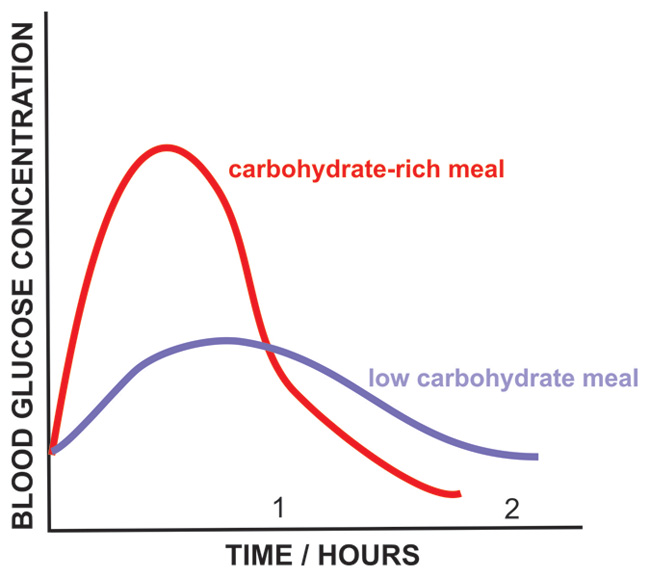 BLOOD GLUCOSE CONCENTRATION
carbohydrate-rich meal
low carbohydrate meal
1
2
TIME / HOURS